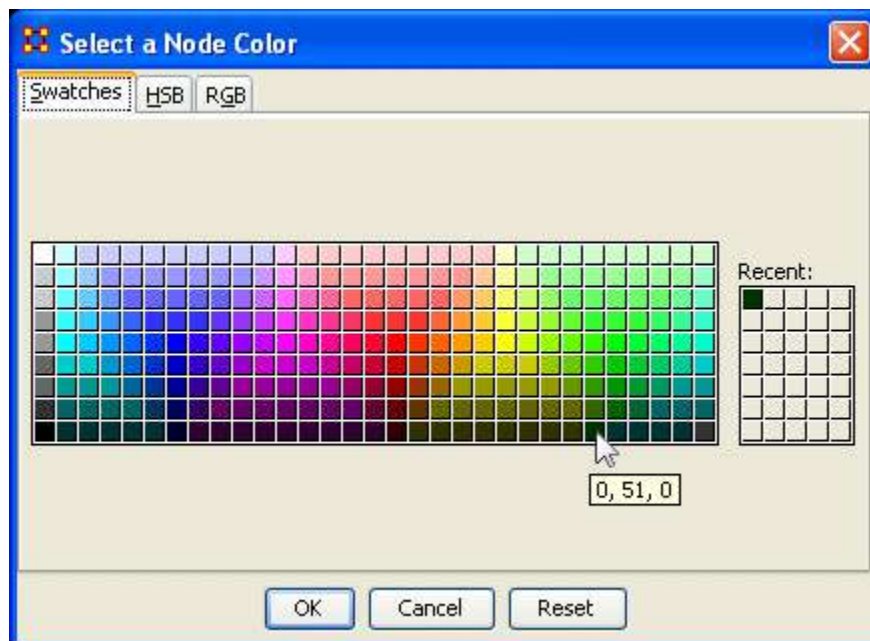 Select a Node Color
Swatches HSB RGB
Recent:
0, 51, 0
OK Cancel Reset